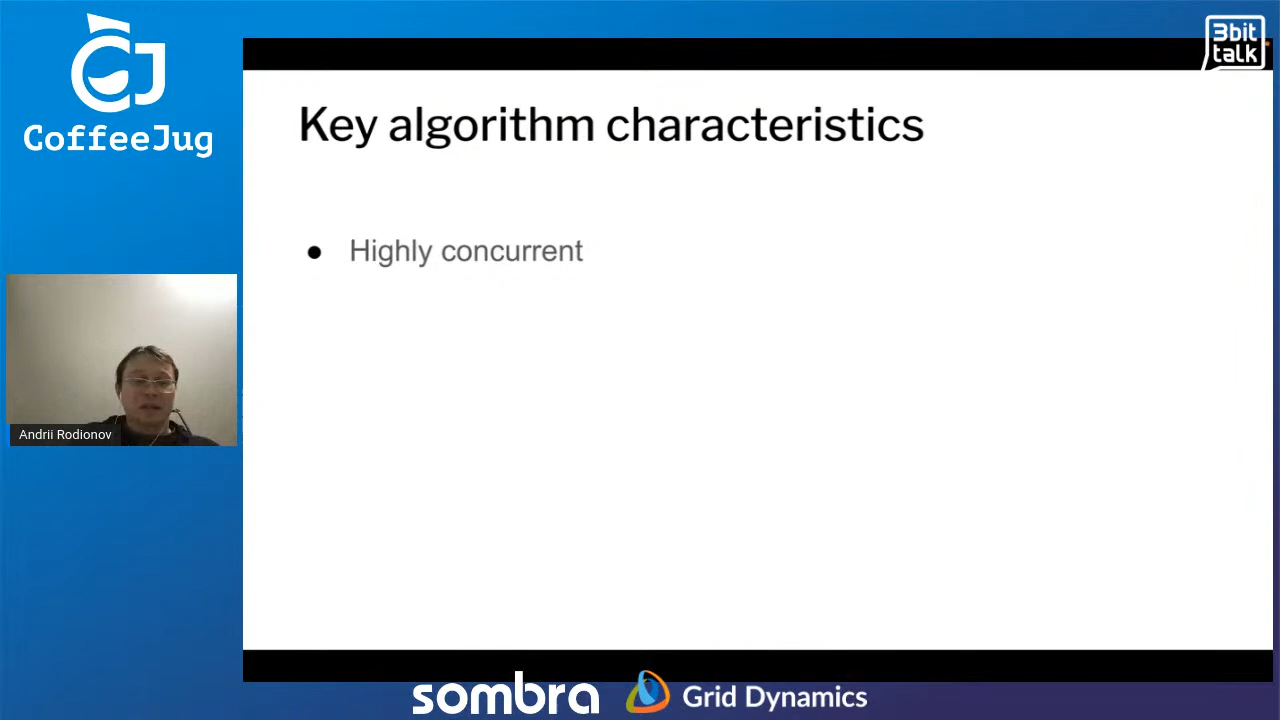 CoffeeJug
3bit
talk
Key algorithm characteristics
● Highly concurrent
Andrii Rodionov
sombra
Grid Dynamics